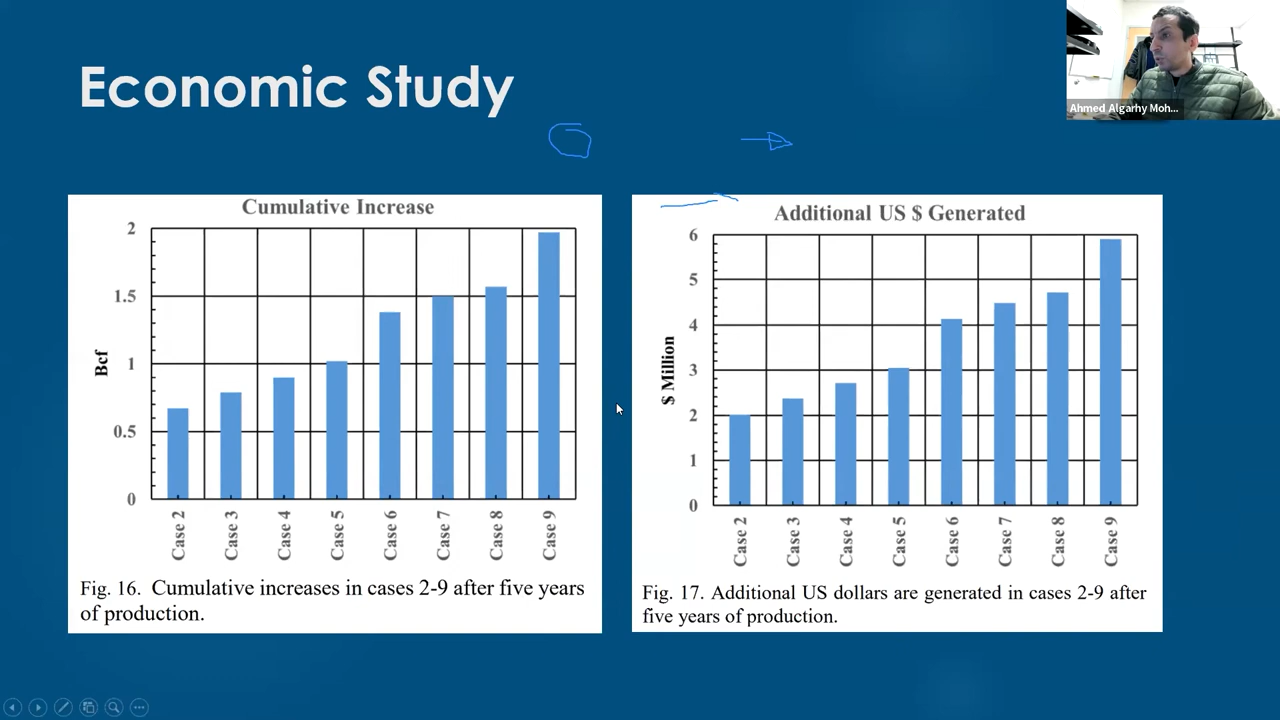 Economic Study
Ahmed Algarhy Moh...
Cumulative Increase
2
1.5
1
0.5
0
Bcf
Case 2
Case 3
Case 4
Case 5
Case 6
Case 7
Case 8
Case 9
Fig. 16. Cumulative increases in cases 2-9 after five years
of production.
Additional US $ Generated
6
5
4
3
2
1
0
$ Million
Case 2
Case 3
Case 4
Case 5
Case 6
Case 7
Case 8
Case 9
Fig. 17. Additional US dollars are generated in cases 2-9 after
five years of production.